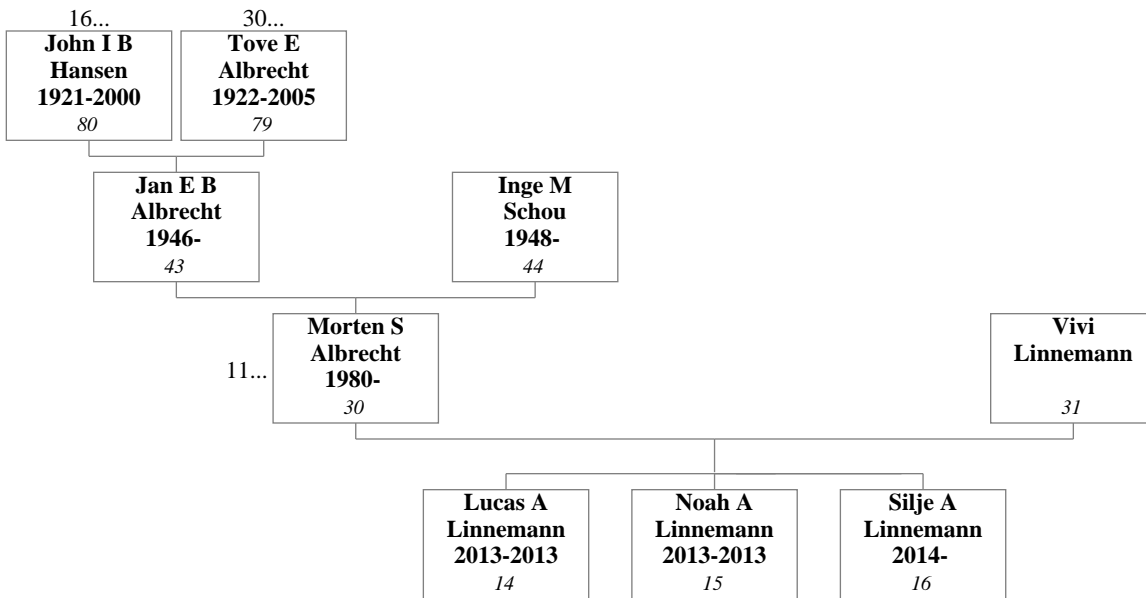 16...
30...
John I B
Hansen
1921-2000
80
Tove E
Albrecht
1922-2005
79
Jan E B
Albrecht
1946-
43
Inge M
Schou
1948-
44
11...
Morten S
Albrecht
1980-
30
Vivi
Linnemann
31
Lucas A
Linnemann
2013-2013
14
Noah A
Linnemann
2013-2013
15
Silje A
Linnemann
2014-
16